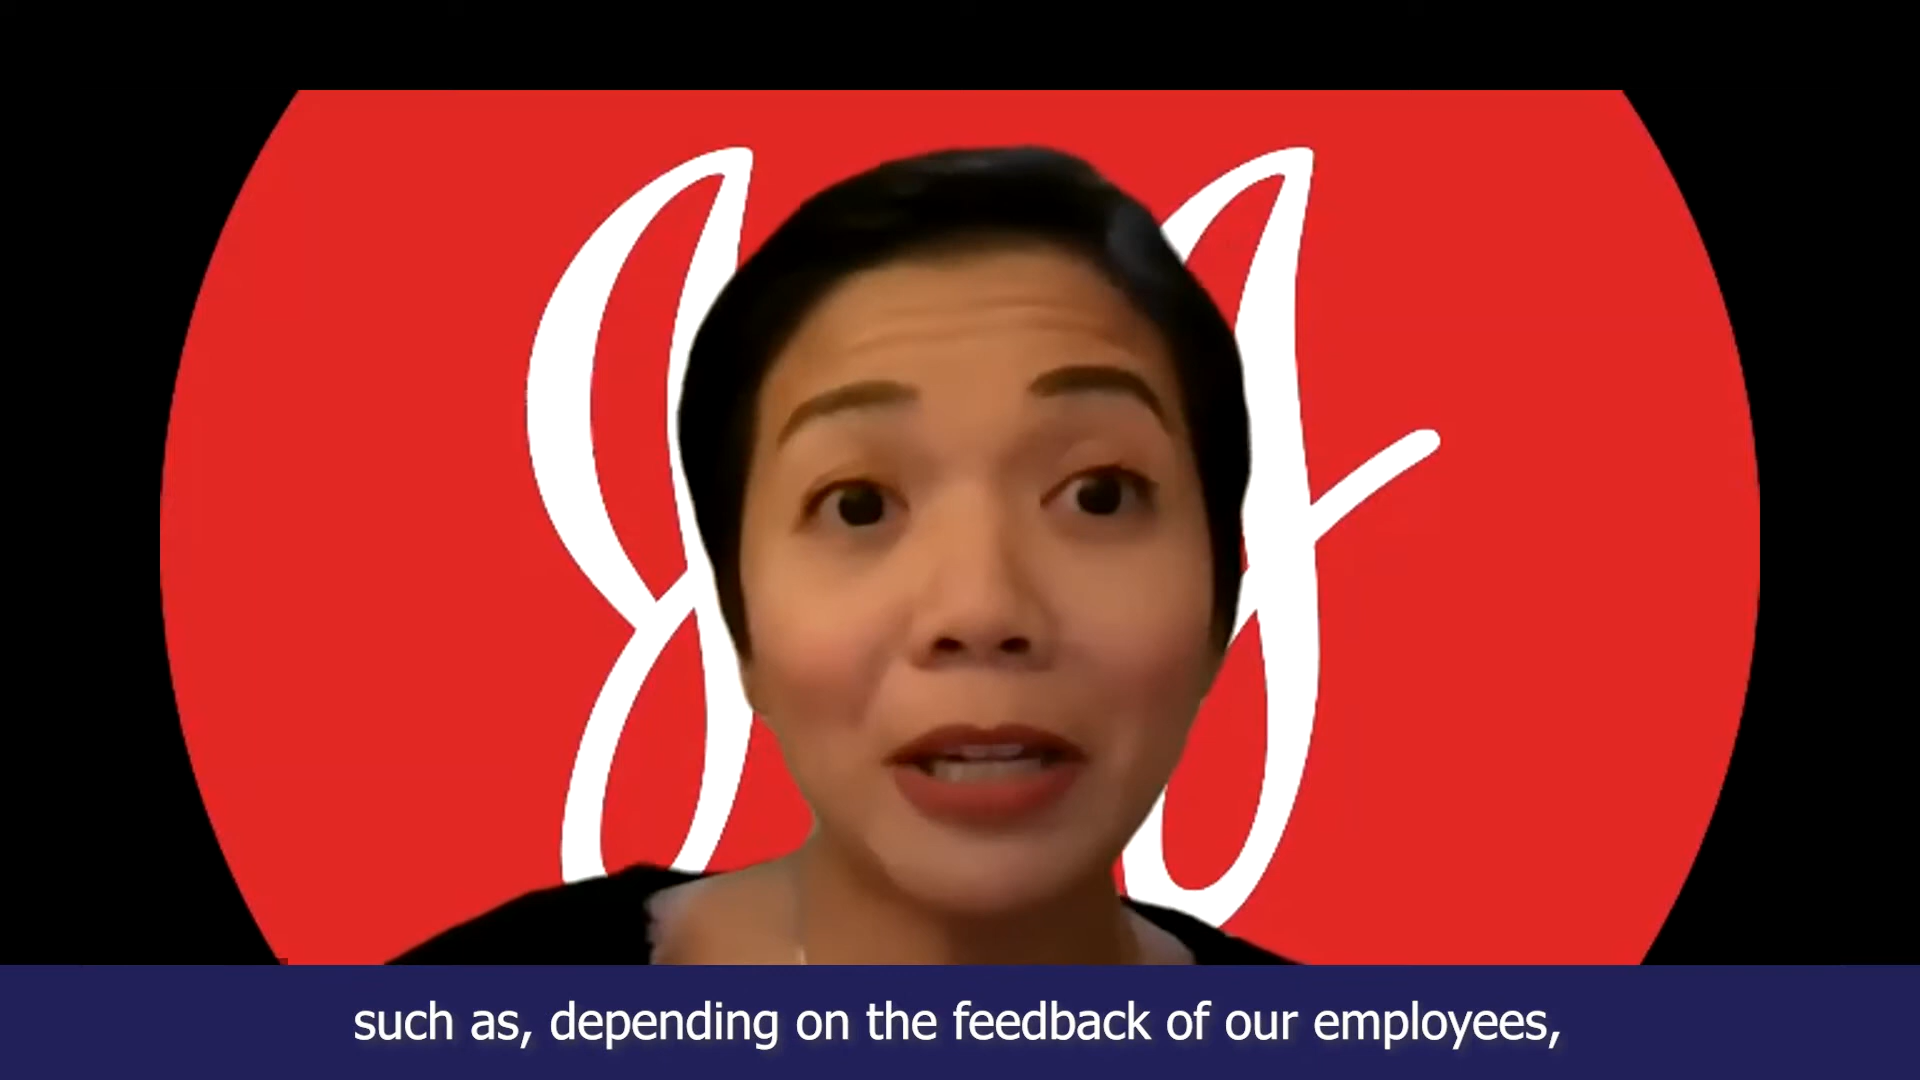 such as, depending on the feedback of our employees,